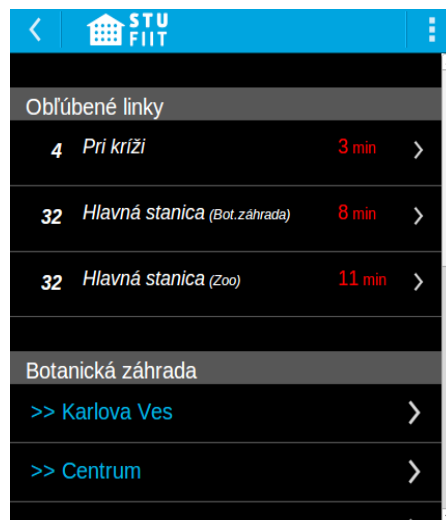 STU
FIIT
Obľúbené linky
4 Pri kríži 3 min
32 Hlavná stanica (Bot.záhrada) 8 min
32 Hlavná stanica (Zoo) 11 min
Botanická záhrada
>> Karlova Ves
>> Centrum